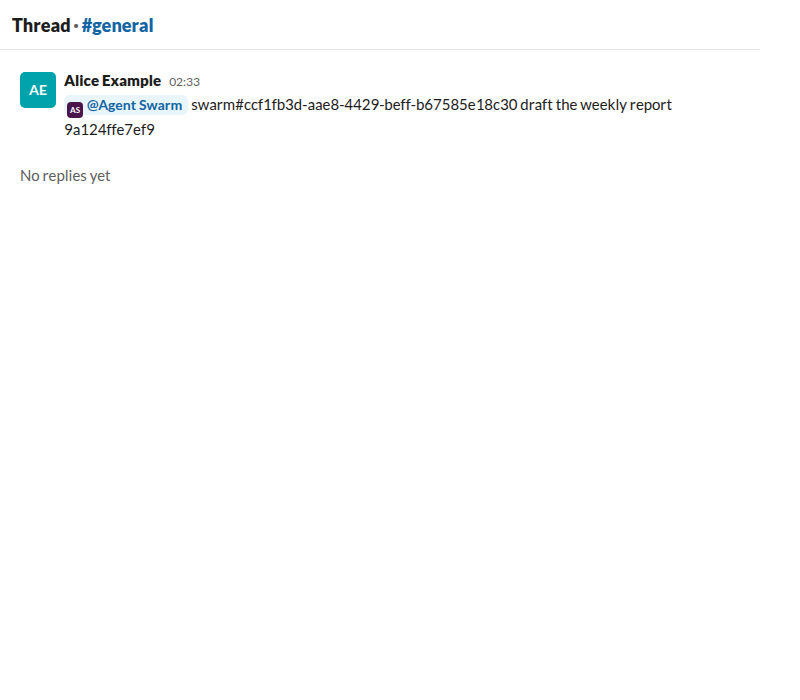 Thread • #general
AE
Alice Example 02:33
AS @Agent Swarm swarm#ccf1fb3d-aae8-4429-beff-b67585e18c30 draft the weekly report
9a124ffe7ef9
No replies yet